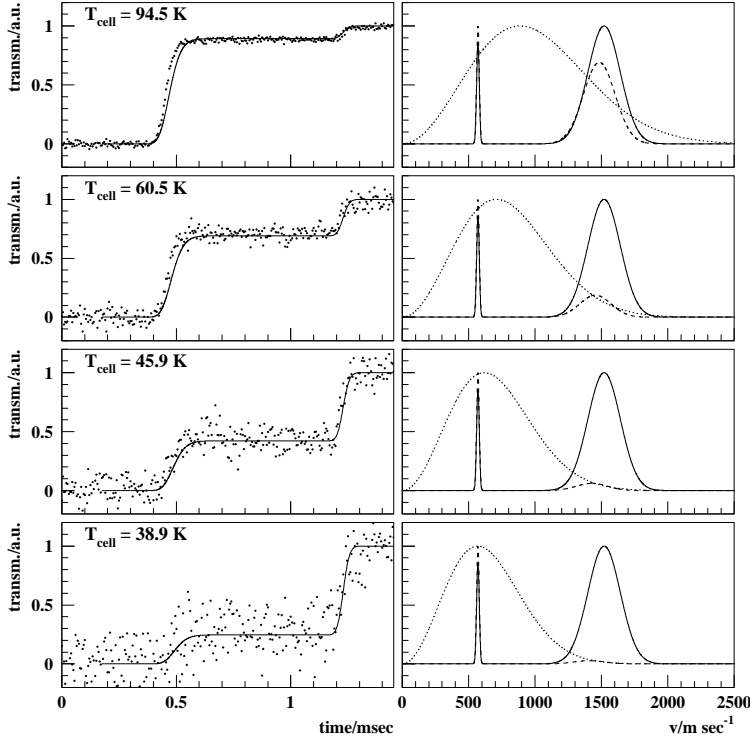 transm./a.u.
T_cell = 94.5 K
1
0.5
0
transm./a.u.
T_cell = 60.5 K
1
0.5
0
transm./a.u.
T_cell = 45.9 K
1
0.5
0
transm./a.u.
T_cell = 38.9 K
1
0.5
0
0 0.5 1
time/msec
0 500 1000 1500 2000 2500
v/m sec⁻¹